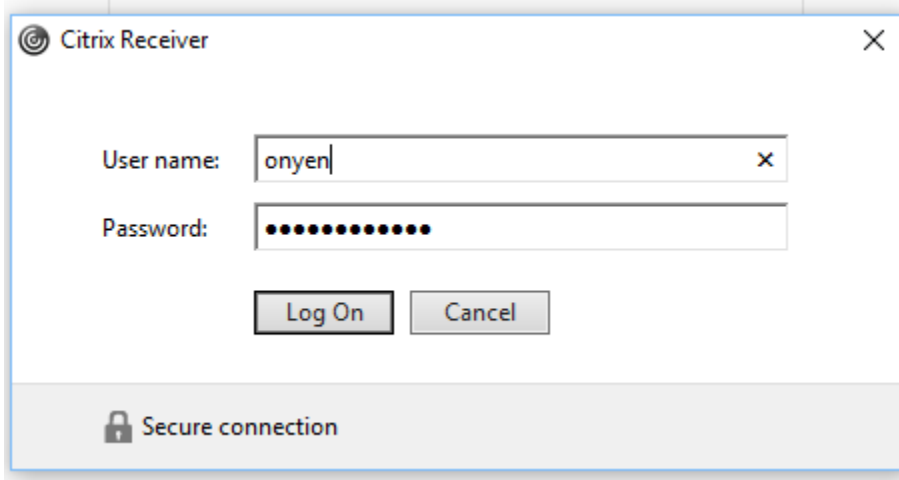 Citrix Receiver
User name: onyen
Password: ••••••••••••
Log On Cancel
Secure connection